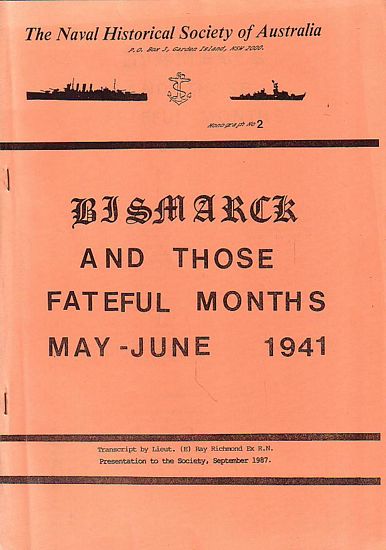 The Naval Historical Society of Australia
P.O. Box J, Garden Island, NSW 2000.
Monograph No 2
BISMARCK
AND THOSE
FATEFUL MONTHS
MAY-JUNE 1941
Transcript by Lieut. (E) Ray Richmond Ex R.N.
Presentation to the Society, September 1987.